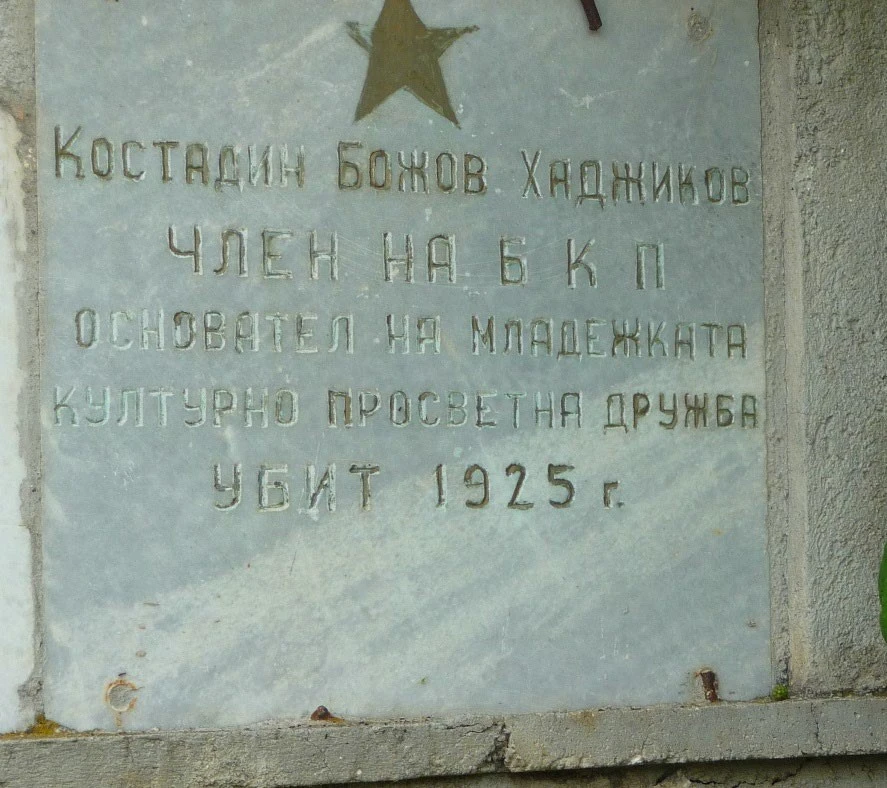 Костадин Божов Хаджиков
член на Б К П
основател на младежката
културно просветна дружба
убит 1925 г.